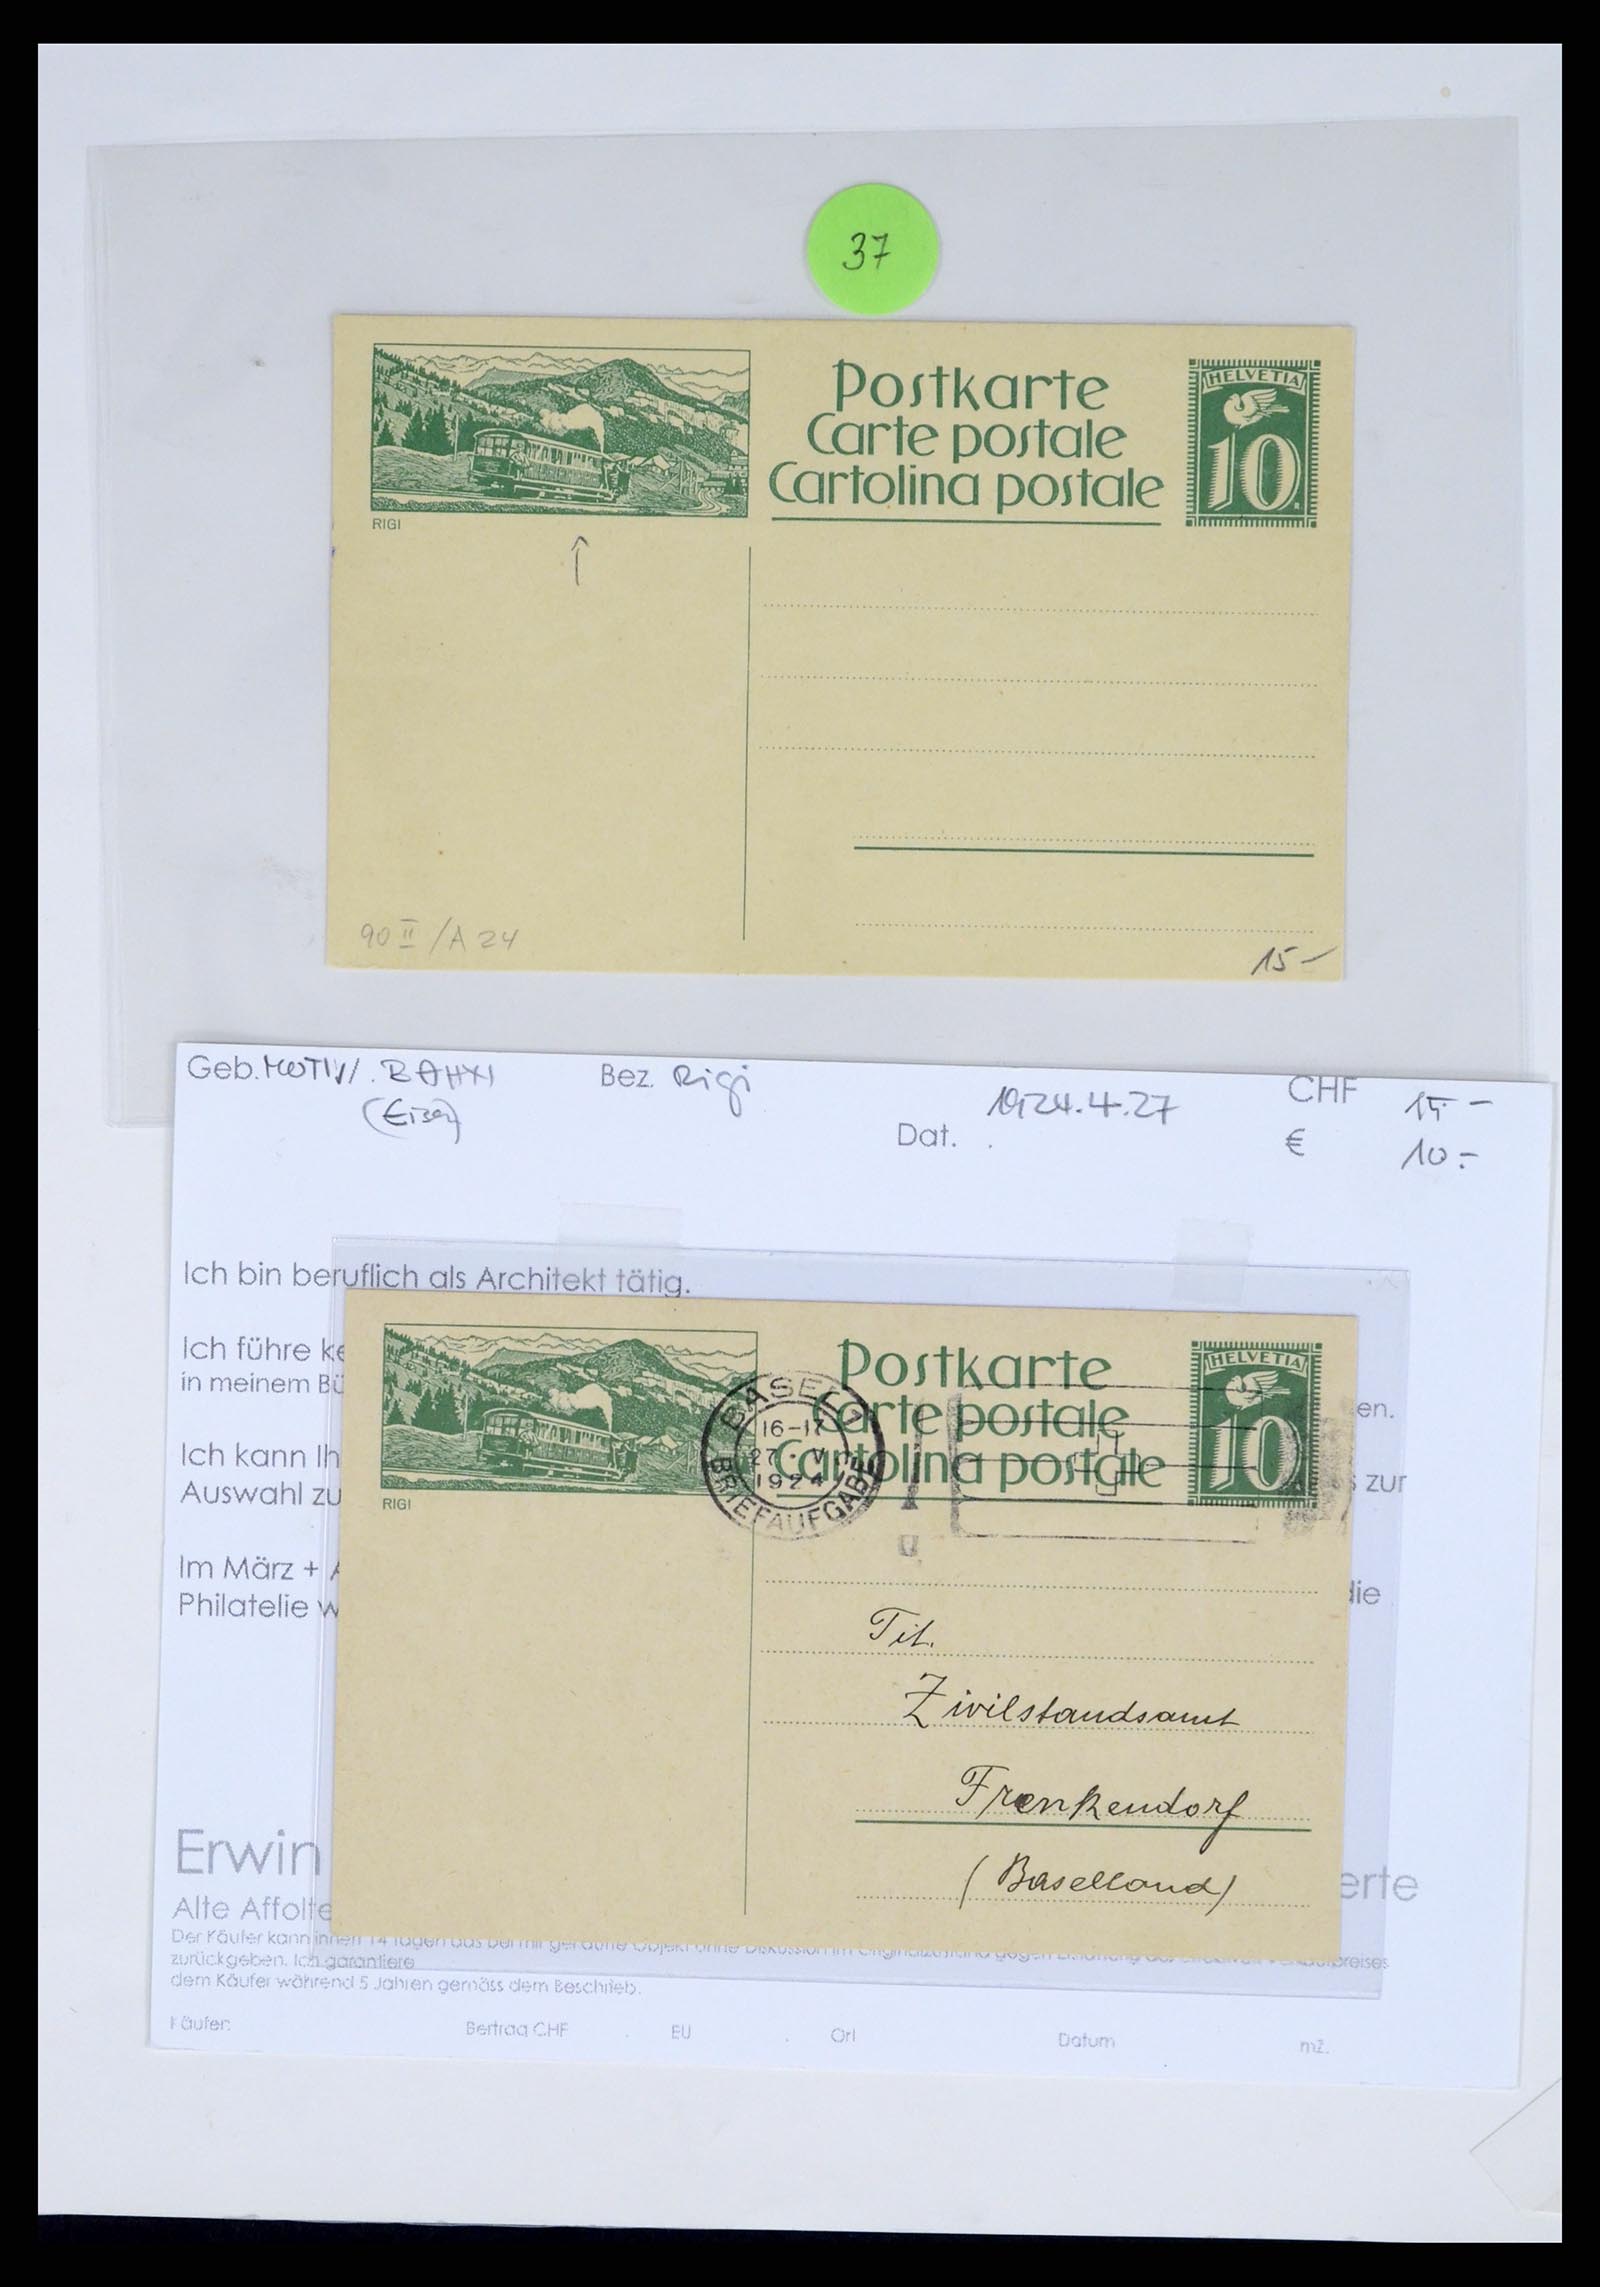 37
Postkarte
Carte postale
Cartolina postale
HELVETIA
10
RIGI
90 II /A 24
15-
Geb. MOTIV/. BAHN Bez. Rigi
(Eisen)
Dat. 1924.4.27
CHF 15.-
€ 10.-
Ich bin beruflich als Architekt tätig.
Ich führe ke
in meinem Bü
en.
Ich kann Ih
Auswahl zu
s zur
Im März + A
Philatelie w
die
Postkarte
Carte postale
Cartolina postale
HELVETIA
10
RIGI
BASEL 1
16-17
27. V
1924
BRIEFAUFGABE
Tit.
Zivilstandsamt
Frenkendorf
(Baselland)
Erwin
erte
Alte Affolte
Der Käufer kann innert 14 Tagen das bei mir gekaufte Objekt ohne Diskussion im Originalzustand gegen Erstattung des effektiven Verkaufpreises
zurückgeben. Ich garantiere
dem Käufer während 5 Jahren gemäss dem Beschrieb.
Käufer: Bertrag CHF . EU . Ort Datum mz.